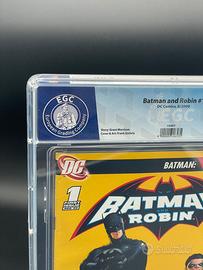 EGC
European Grading Company
Batman and Robin #
DC Comics, 8/2009
Story: Grant Morrison
Cover & Art: Frank Quitely
EGC
DC
BATMAN:
1
BATMAN
ROBIN
subito